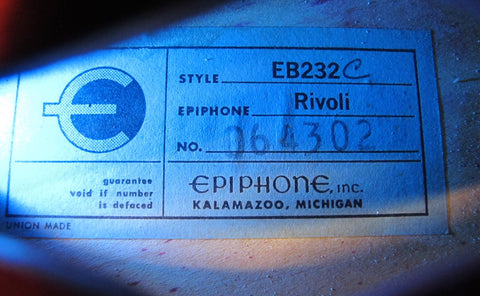 STYLE EB232C
EPIPHONE Rivoli
NO. 064302
guarantee
void if number
is defaced
EPIPHONE, INC.
KALAMAZOO, MICHIGAN
UNION MADE